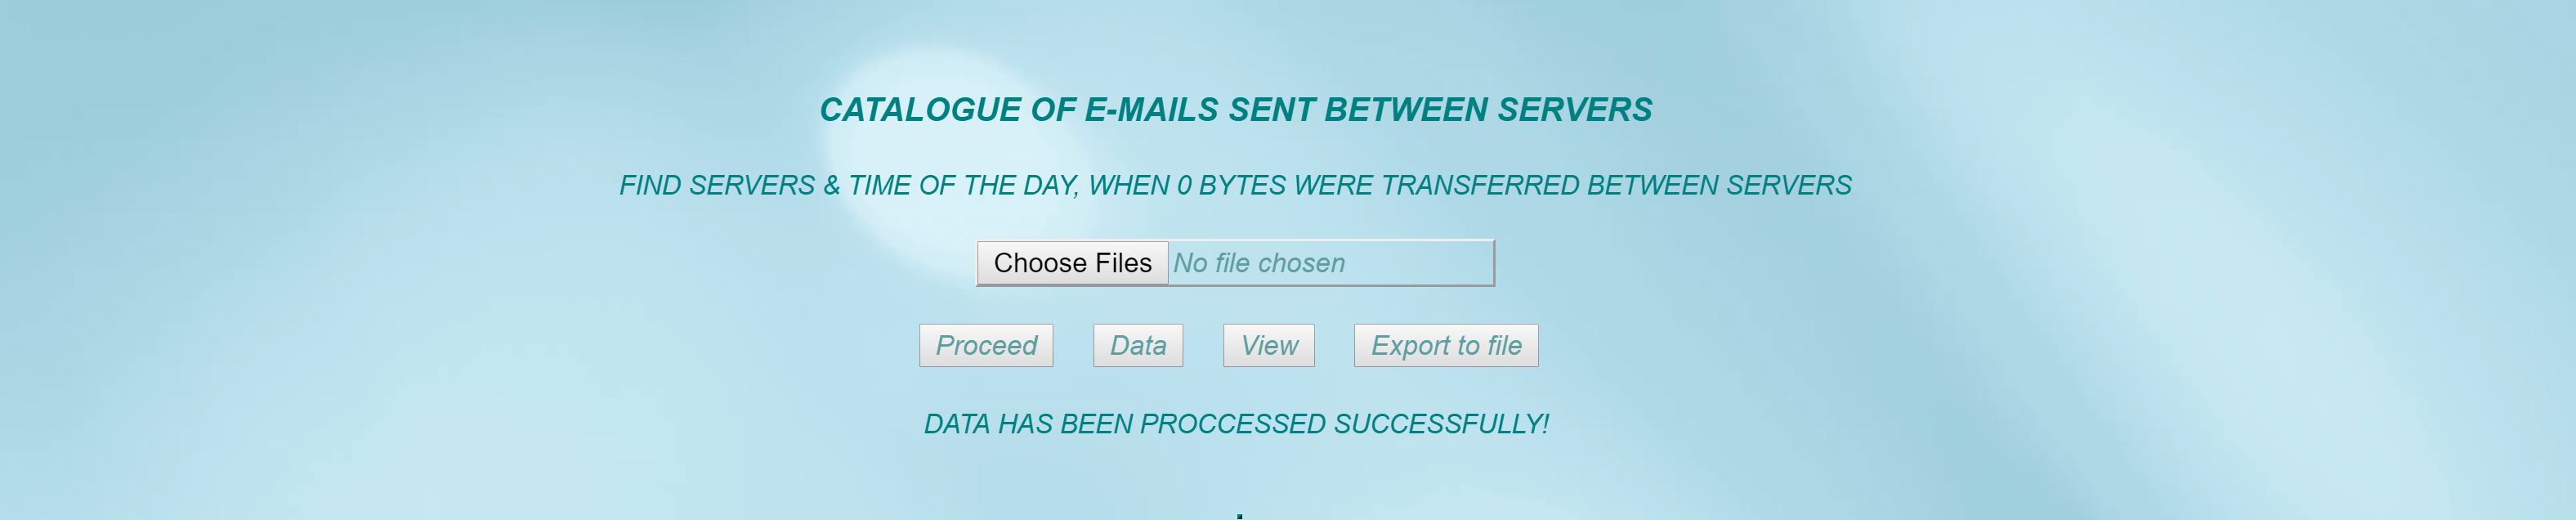 CATALOGUE OF E-MAILS SENT BETWEEN SERVERS
FIND SERVERS & TIME OF THE DAY, WHEN 0 BYTES WERE TRANSFERRED BETWEEN SERVERS
Choose Files No file chosen
Proceed Data View Export to file
DATA HAS BEEN PROCCESSED SUCCESSFULLY!